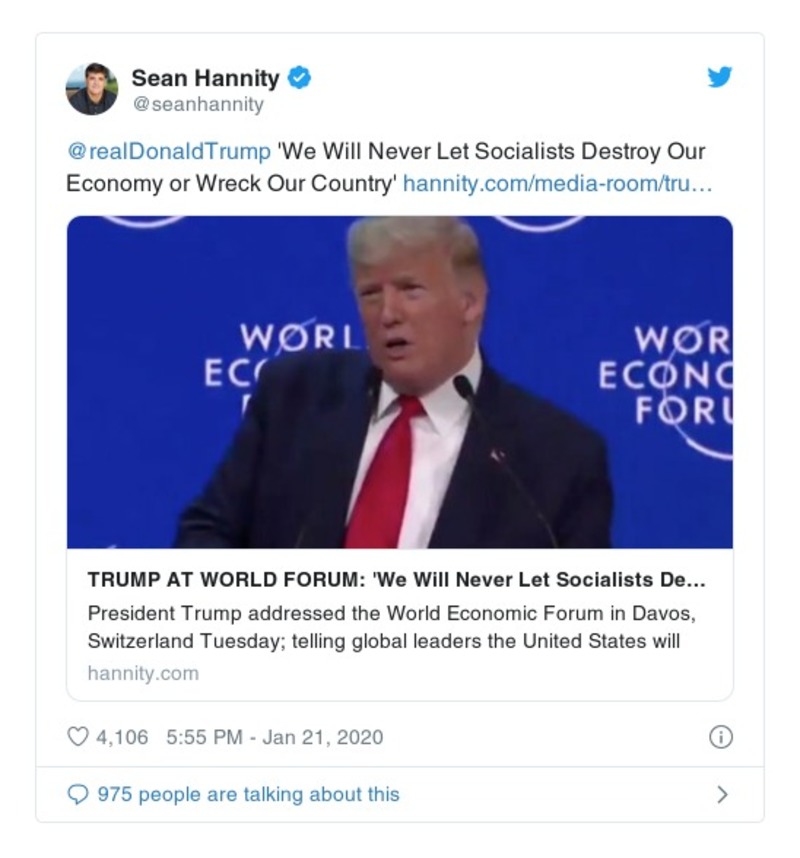 Sean Hannity
@seanhannity
@realDonaldTrump 'We Will Never Let Socialists Destroy Our
Economy or Wreck Our Country' hannity.com/media-room/tru…
WORL
ECO
WOR
ECONO
FORU
TRUMP AT WORLD FORUM: 'We Will Never Let Socialists De...
President Trump addressed the World Economic Forum in Davos,
Switzerland Tuesday; telling global leaders the United States will
hannity.com
4,106 5:55 PM - Jan 21, 2020
975 people are talking about this